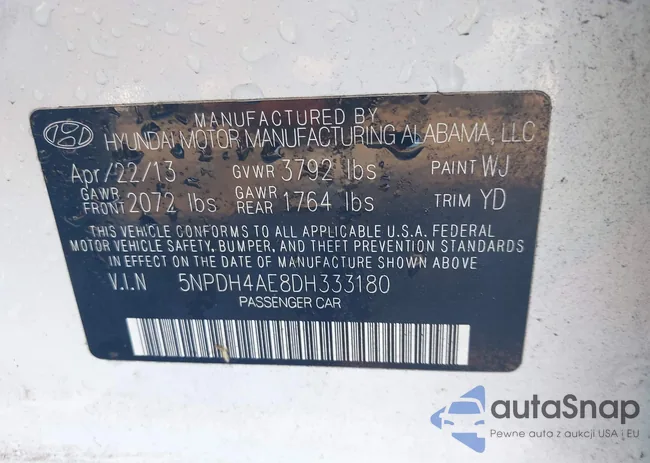 MANUFACTURED BY
HYUNDAI MOTOR MANUFACTURING ALABAMA, LLC
Apr/22/13 GVWR 3792 lbs PAINT WJ
GAWR FRONT 2072 lbs GAWR REAR 1764 lbs TRIM YD
THIS VEHICLE CONFORMS TO ALL APPLICABLE U.S.A. FEDERAL
MOTOR VEHICLE SAFETY, BUMPER, AND THEFT PREVENTION STANDARDS
IN EFFECT ON THE DATE OF MANUFACTURE SHOWN ABOVE
V.I.N 5NPDH4AE8DH333180
PASSENGER CAR
autaSnap
Pewne auta z aukcji USA i EU